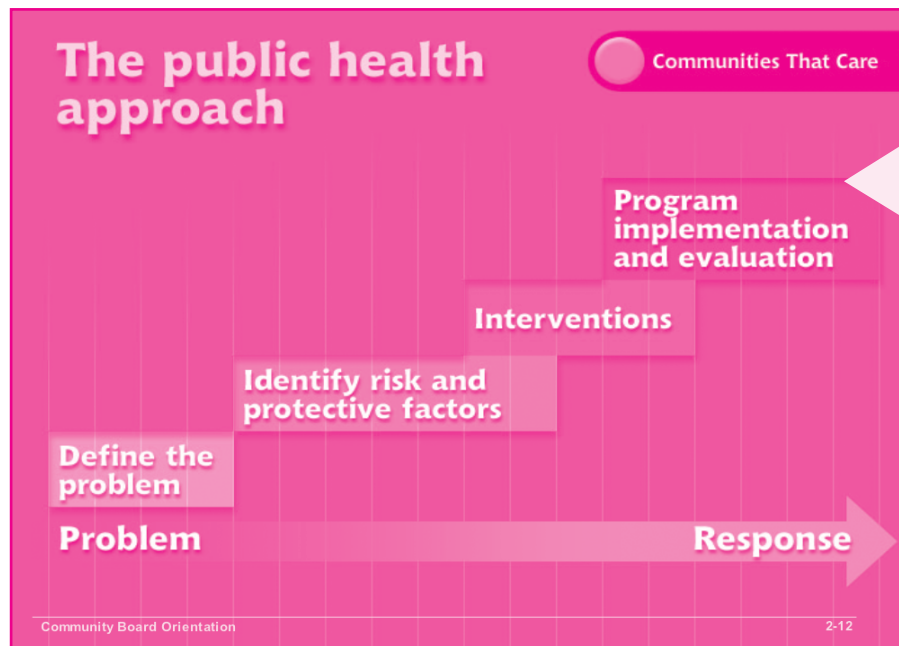 The public health
approach
Communities That Care
Program
implementation
and evaluation
Interventions
Identify risk and
protective factors
Define the
problem
Problem
Response
Community Board Orientation
2-12